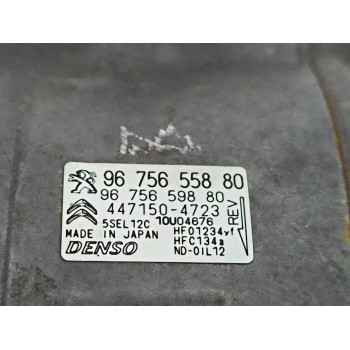 96 756 558 80
96 756 598 80
447150-4723
REV
5SEL12C 10U04676
HFO1234yf
MADE IN JAPAN
HFC134a
DENSO
ND-OIL12